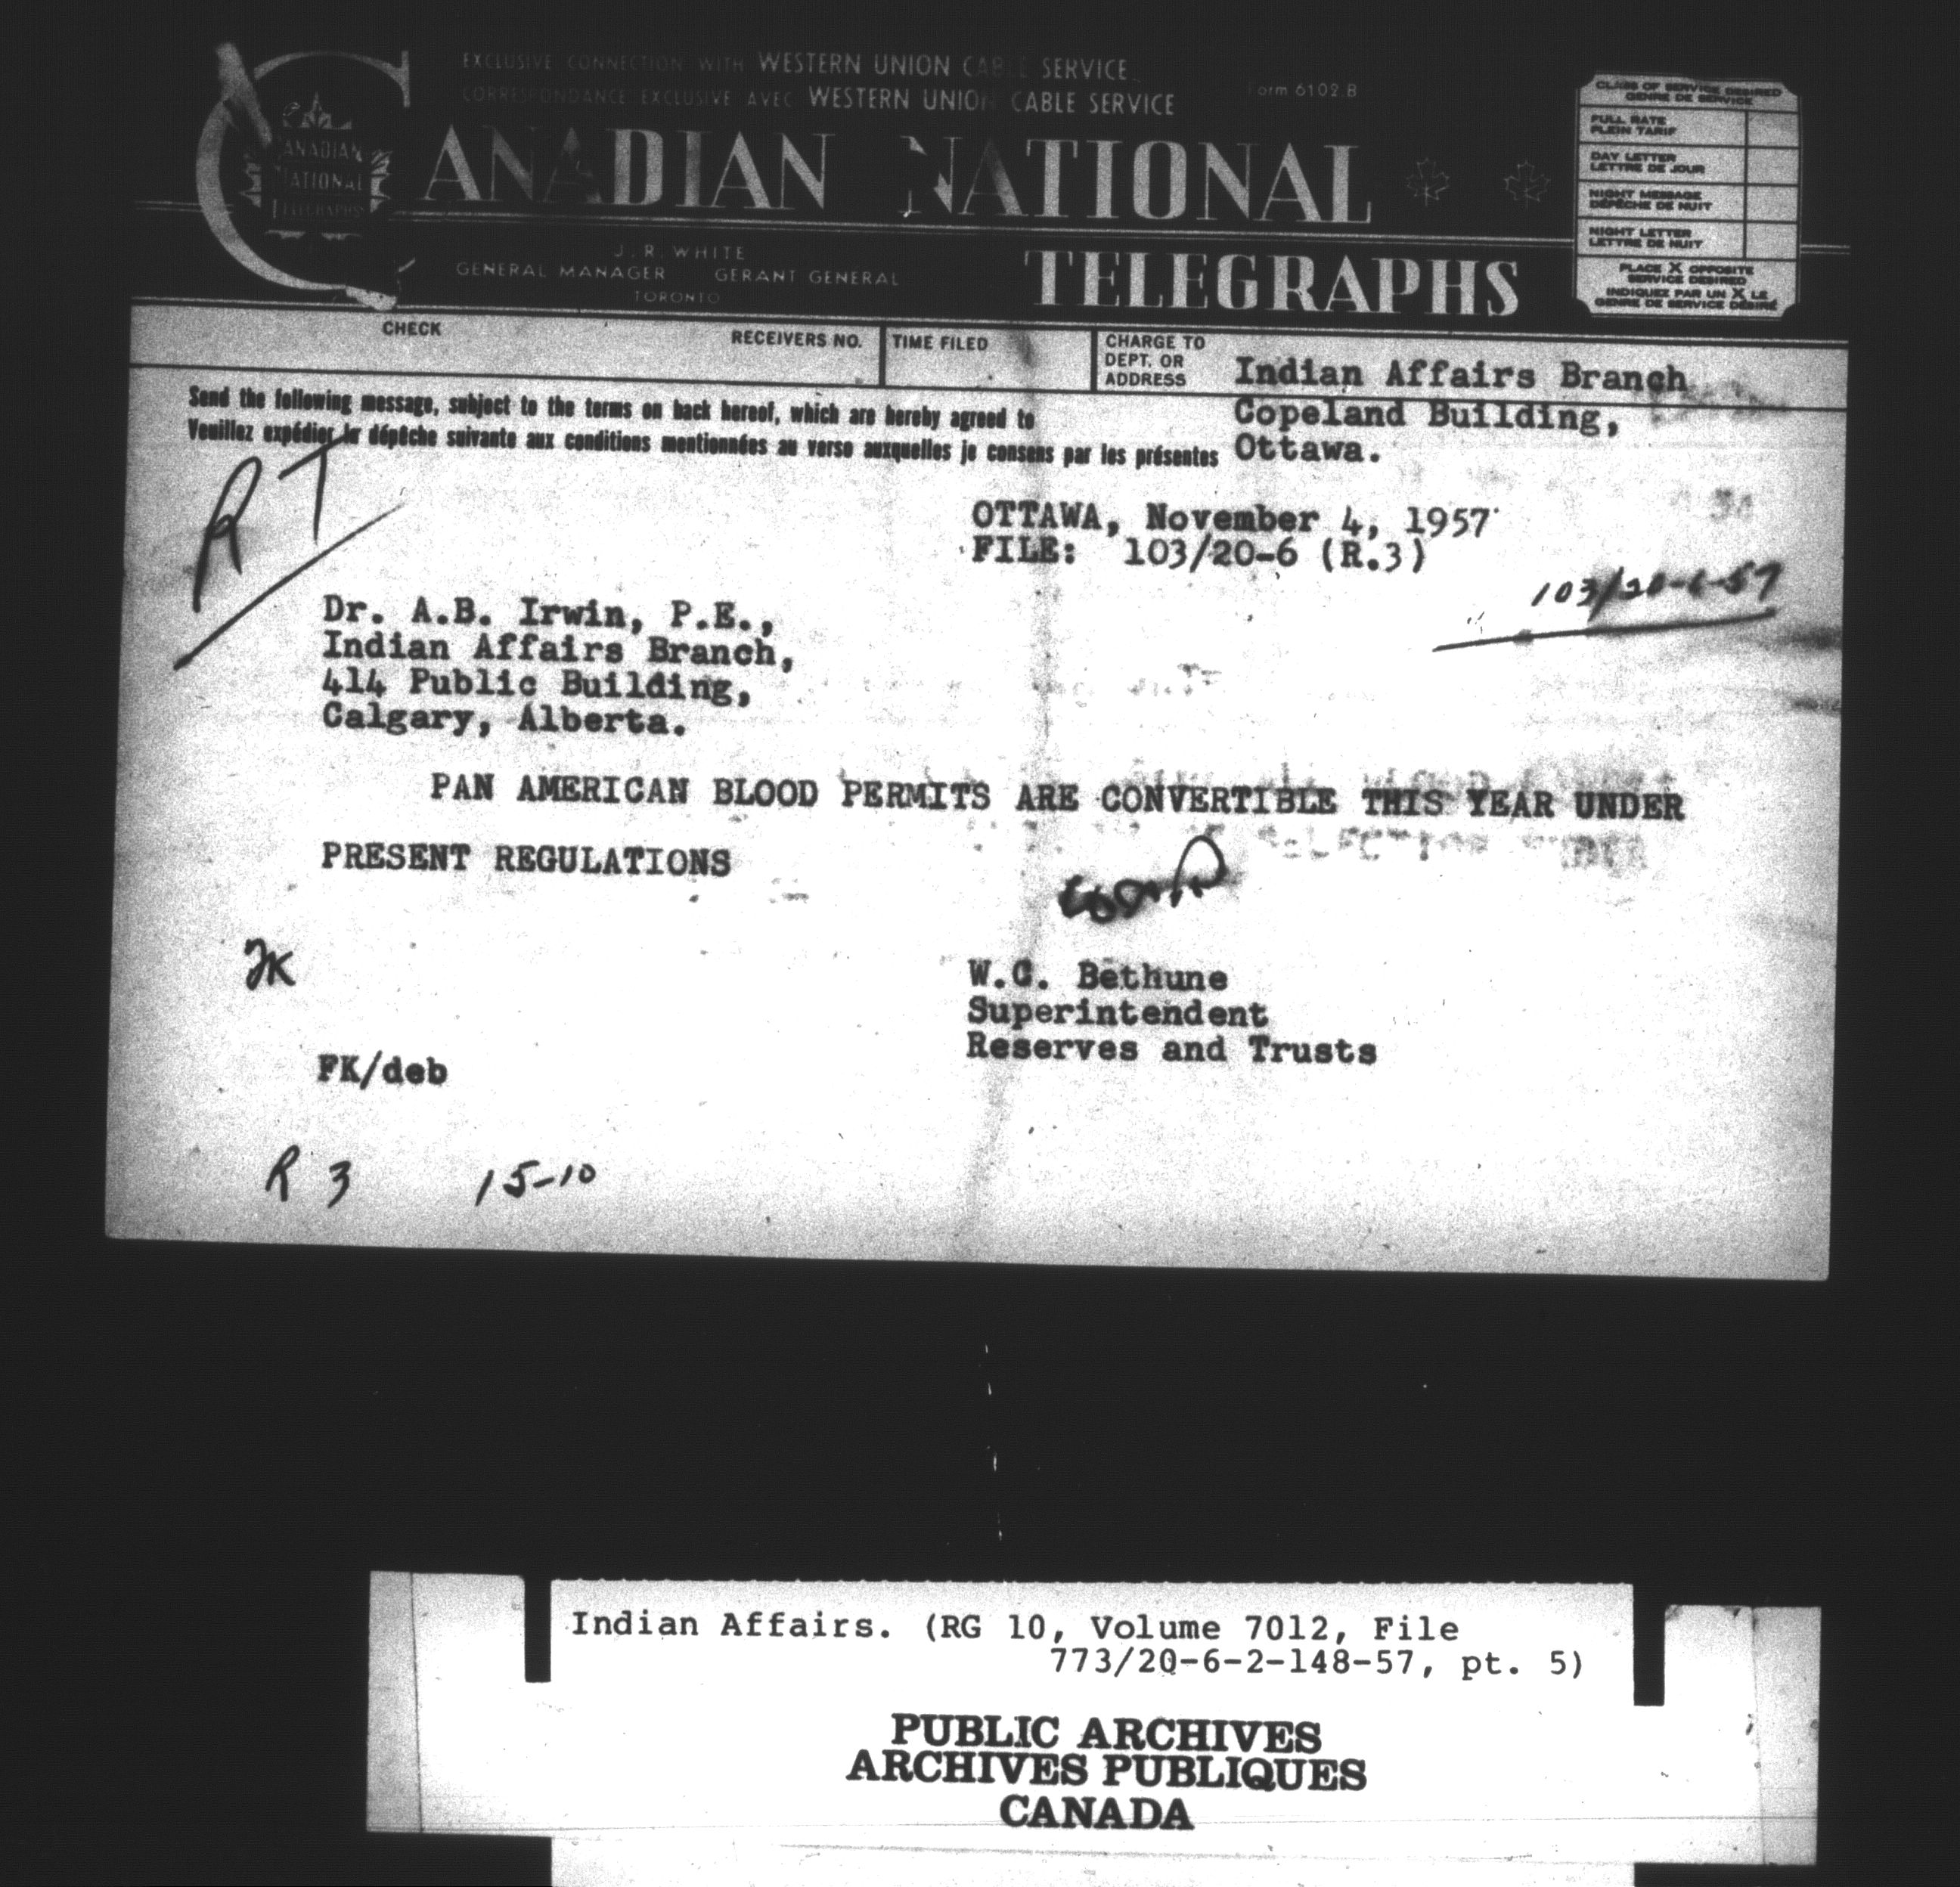 EXCLUSIVE CONNECTION WITH WESTERN UNION CABLE SERVICE
CORRESPONDANCE EXCLUSIVE AVEC WESTERN UNION CABLE SERVICE
Form 6102.B
CANADIAN NATIONAL
TELEGRAPHS
CANADIAN
NATIONAL
TELEGRAPHS
J. R. WHITE
GENERAL MANAGER GERANT GENERAL
TORONTO
CLASS OF SERVICE DESIRED
GENRE DE SERVICE
FULL RATE
PLEIN TARIF
DAY LETTER
LETTRE DE JOUR
NIGHT MESSAGE
DÉPÊCHE DE NUIT
NIGHT LETTER
LETTRE DE NUIT
PLACE X OPPOSITE
SERVICE DESIRED
INDIQUEZ PAR UN X LE
GENRE DE SERVICE DÉSIRÉ
CHECK
RECEIVERS NO.
TIME FILED
CHARGE TO
DEPT. OR
ADDRESS
Indian Affairs Branch
Copeland Building,
Ottawa.
Send the following message, subject to the terms on back hereof, which are hereby agreed to
Veuillez expédier la dépêche suivante aux conditions mentionnées au verso auxquelles je consens par les présentes
RT
OTTAWA, November 4, 1957
FILE: 103/20-6 (R.3)
103/20-6-57
Dr. A.B. Irwin, P.E.,
Indian Affairs Branch,
414 Public Building,
Calgary, Alberta.
PAN AMERICAN BLOOD PERMITS ARE CONVERTIBLE THIS YEAR UNDER
PRESENT REGULATIONS
FK
W.C. Bethune
Superintendent
Reserves and Trusts
FK/deb
R 3 15-10
Indian Affairs. (RG 10, Volume 7012, File
773/20-6-2-148-57, pt. 5)
PUBLIC ARCHIVES
ARCHIVES PUBLIQUES
CANADA